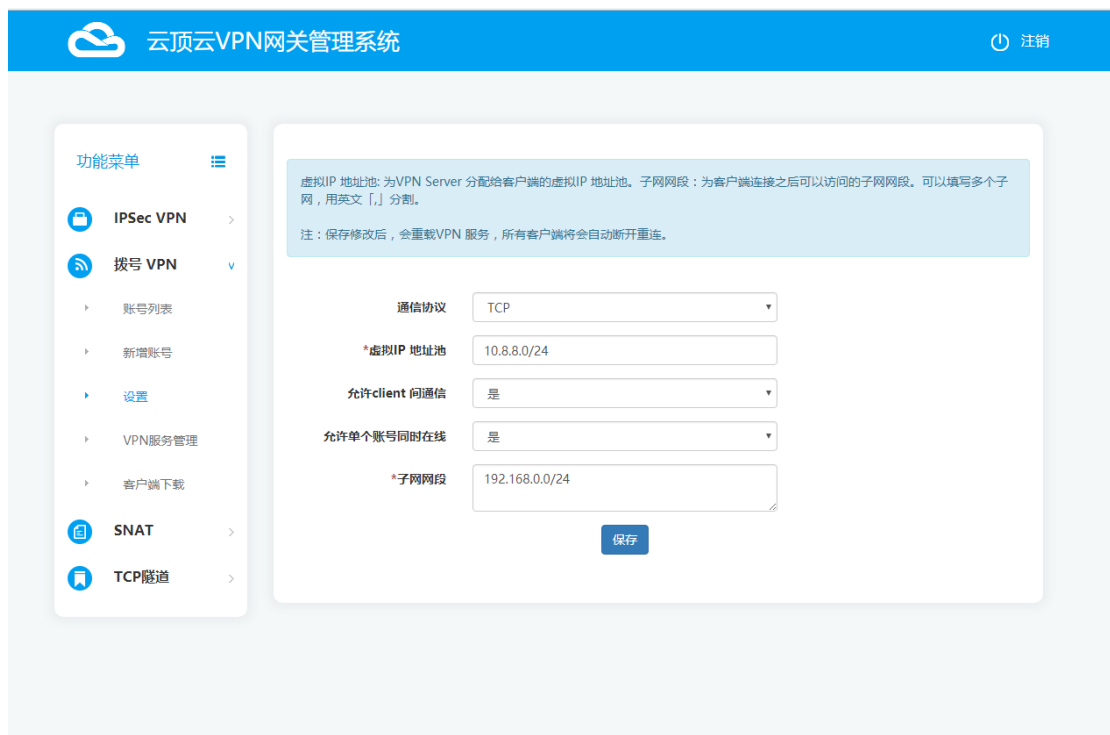 云顶云VPN网关管理系统
注销
功能菜单
IPSec VPN
拨号 VPN
账号列表
新增账号
设置
VPN服务管理
客户端下载
SNAT
TCP隧道
虚拟IP 地址池: 为VPN Server 分配给客户端的虚拟IP 地址池。子网网段：为客户端连接之后可以访问的子网网段。可以填写多个子
网，用英文「,」分割。
注：保存修改后，会重载VPN 服务，所有客户端将会自动断开重连。
通信协议 TCP
*虚拟IP 地址池 10.8.8.0/24
允许client 间通信 是
允许单个账号同时在线 是
*子网网段 192.168.0.0/24
保存